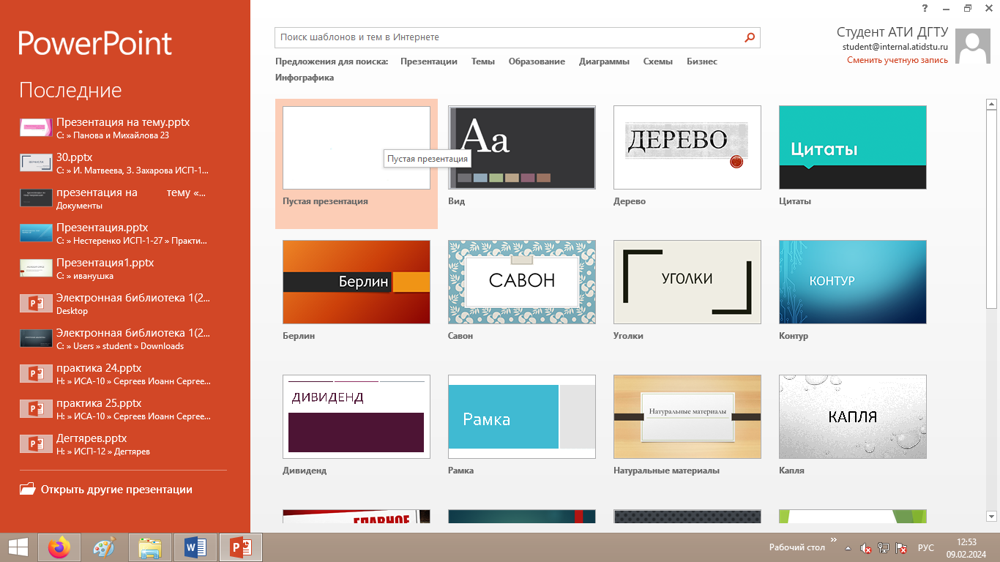 PowerPoint
Последние
Презентация на тему.pptx
C: » Панова и Михайлова 23
30.pptx
C: » И. Матвеева, З. Захарова ИСП-1...
презентация на тему «...
Документы
Презентация.pptx
C: » Нестеренко ИСП-1-27 » Практи...
Презентация1.pptx
C: » иванушка
Электронная библиотека 1(2...
Desktop
Электронная библиотека 1(2...
C: » Users » student » Downloads
практика 24.pptx
H: » ИСА-10 » Сергеев Иоанн Сергее...
практика 25.pptx
H: » ИСА-10 » Сергеев Иоанн Сергее...
Дегтярев.pptx
H: » ИСП-12 » Дегтярев
Открыть другие презентации
?
Поиск шаблонов и тем в Интернете
Студент АТИ ДГТУ
student@internal.atidstu.ru
Сменить учетную запись
Предложения для поиска: Презентации Темы Образование Диаграммы Схемы Бизнес
Инфографика
Пустая презентация
Aa
ДЕРЕВО
Цитаты
Пустая презентация
Вид
Дерево
Цитаты
Берлин
САВОН
УГОЛКИ
КОНТУР
Берлин
Савон
Уголки
Контур
ДИВИДЕНД
Рамка
Натуральные материалы
КАПЛЯ
Дивиденд
Рамка
Натуральные материалы
Капля
ГЛАВНОЕ
Рабочий стол
РУС
12:53
09.02.2024